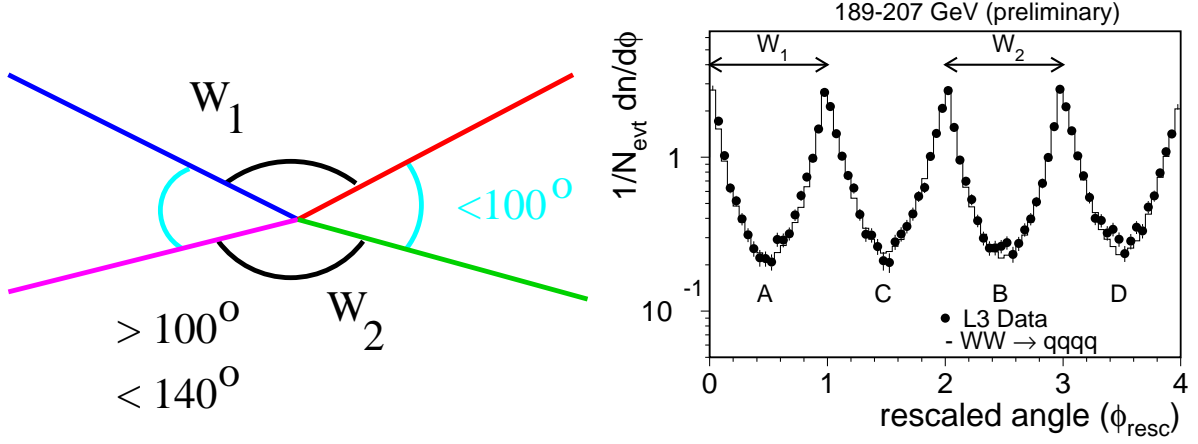 W1
<100o
W2
> 100o
< 140o
189-207 GeV (preliminary)
W1 W2
1/Nevt dn/dϕ
1
10-1
A C B D
L3 Data
- WW → qqqq
0 1 2 3 4
rescaled angle (ϕresc)